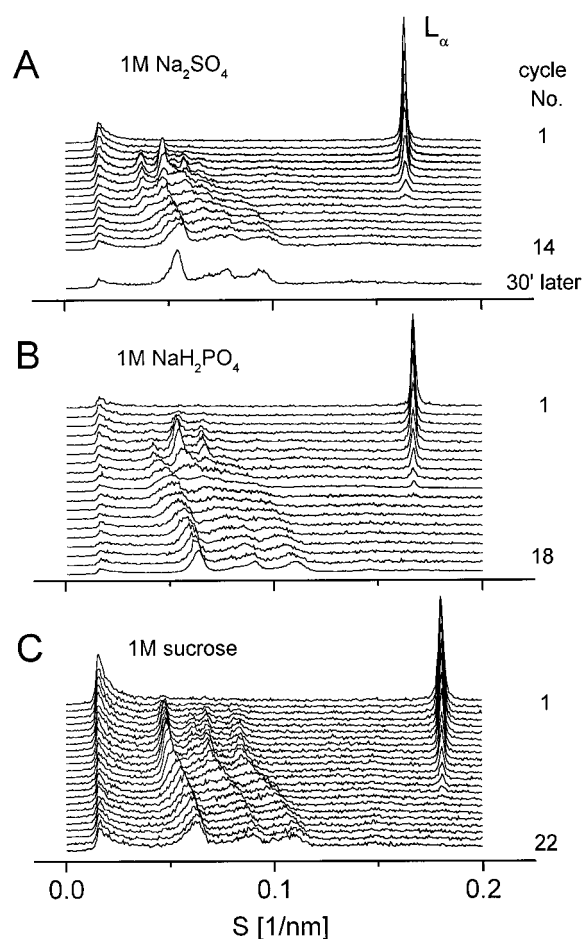 A
1M Na₂SO₄
Lα
cycle
No.
1
14
30' later
B
1M NaH₂PO₄
1
18
C
1M sucrose
1
22
0.0 0.1 0.2
S [1/nm]